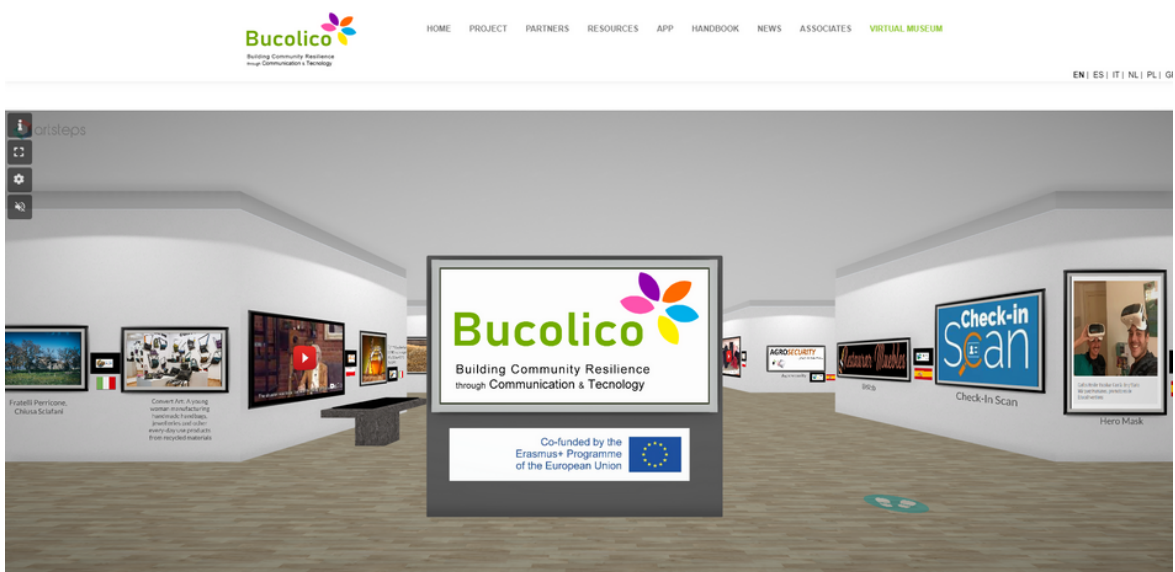 Bucolico
Building Community Resilience
through Communication & Tecnology
HOME PROJECT PARTNERS RESOURCES APP HANDBOOK NEWS ASSOCIATES VIRTUAL MUSEUM
EN | ES | IT | NL | PL |
artsteps
Fratelli Perricone,
Chiusa Sclafani
Convert Art: A young
woman manufacturing
handmade handbags,
jewelleries and other
every-day use products
from recycled materials
Bucolico
Building Community Resilience
through Communication & Tecnology
Co-funded by the
Erasmus+ Programme
of the European Union
AGROSECURITY
Restaurar Muebles
Check-in
Scan
Check-In Scan
Hero Mask